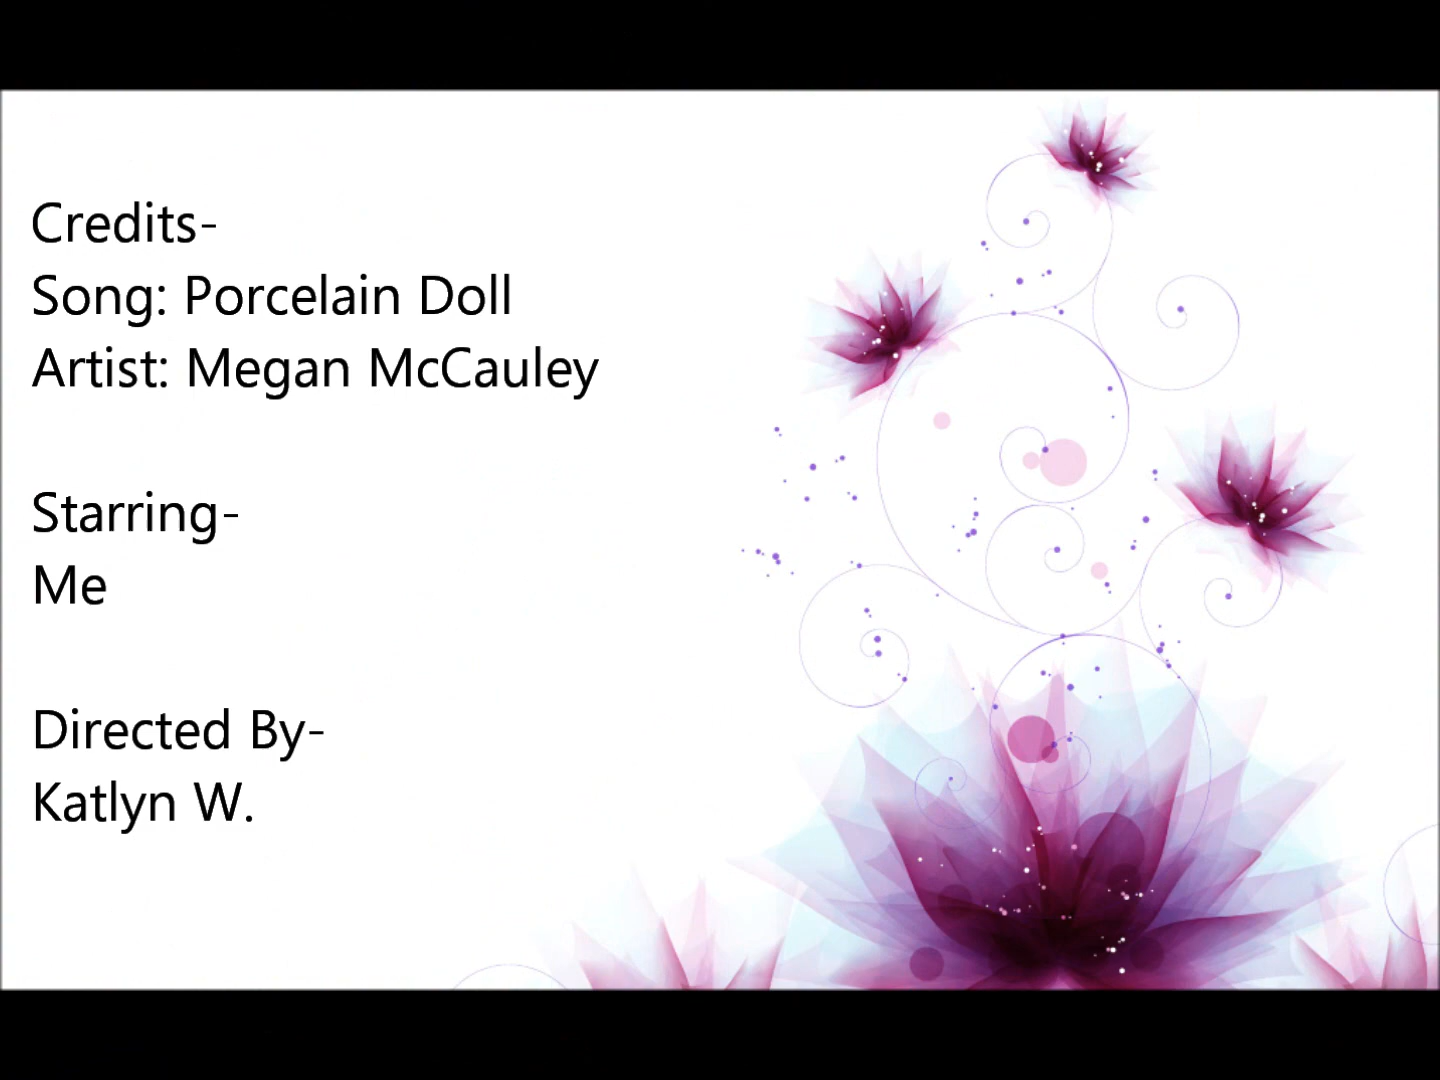 Credits-
Song: Porcelain Doll
Artist: Megan McCauley
Starring-
Me
Directed By-
Katlyn W.